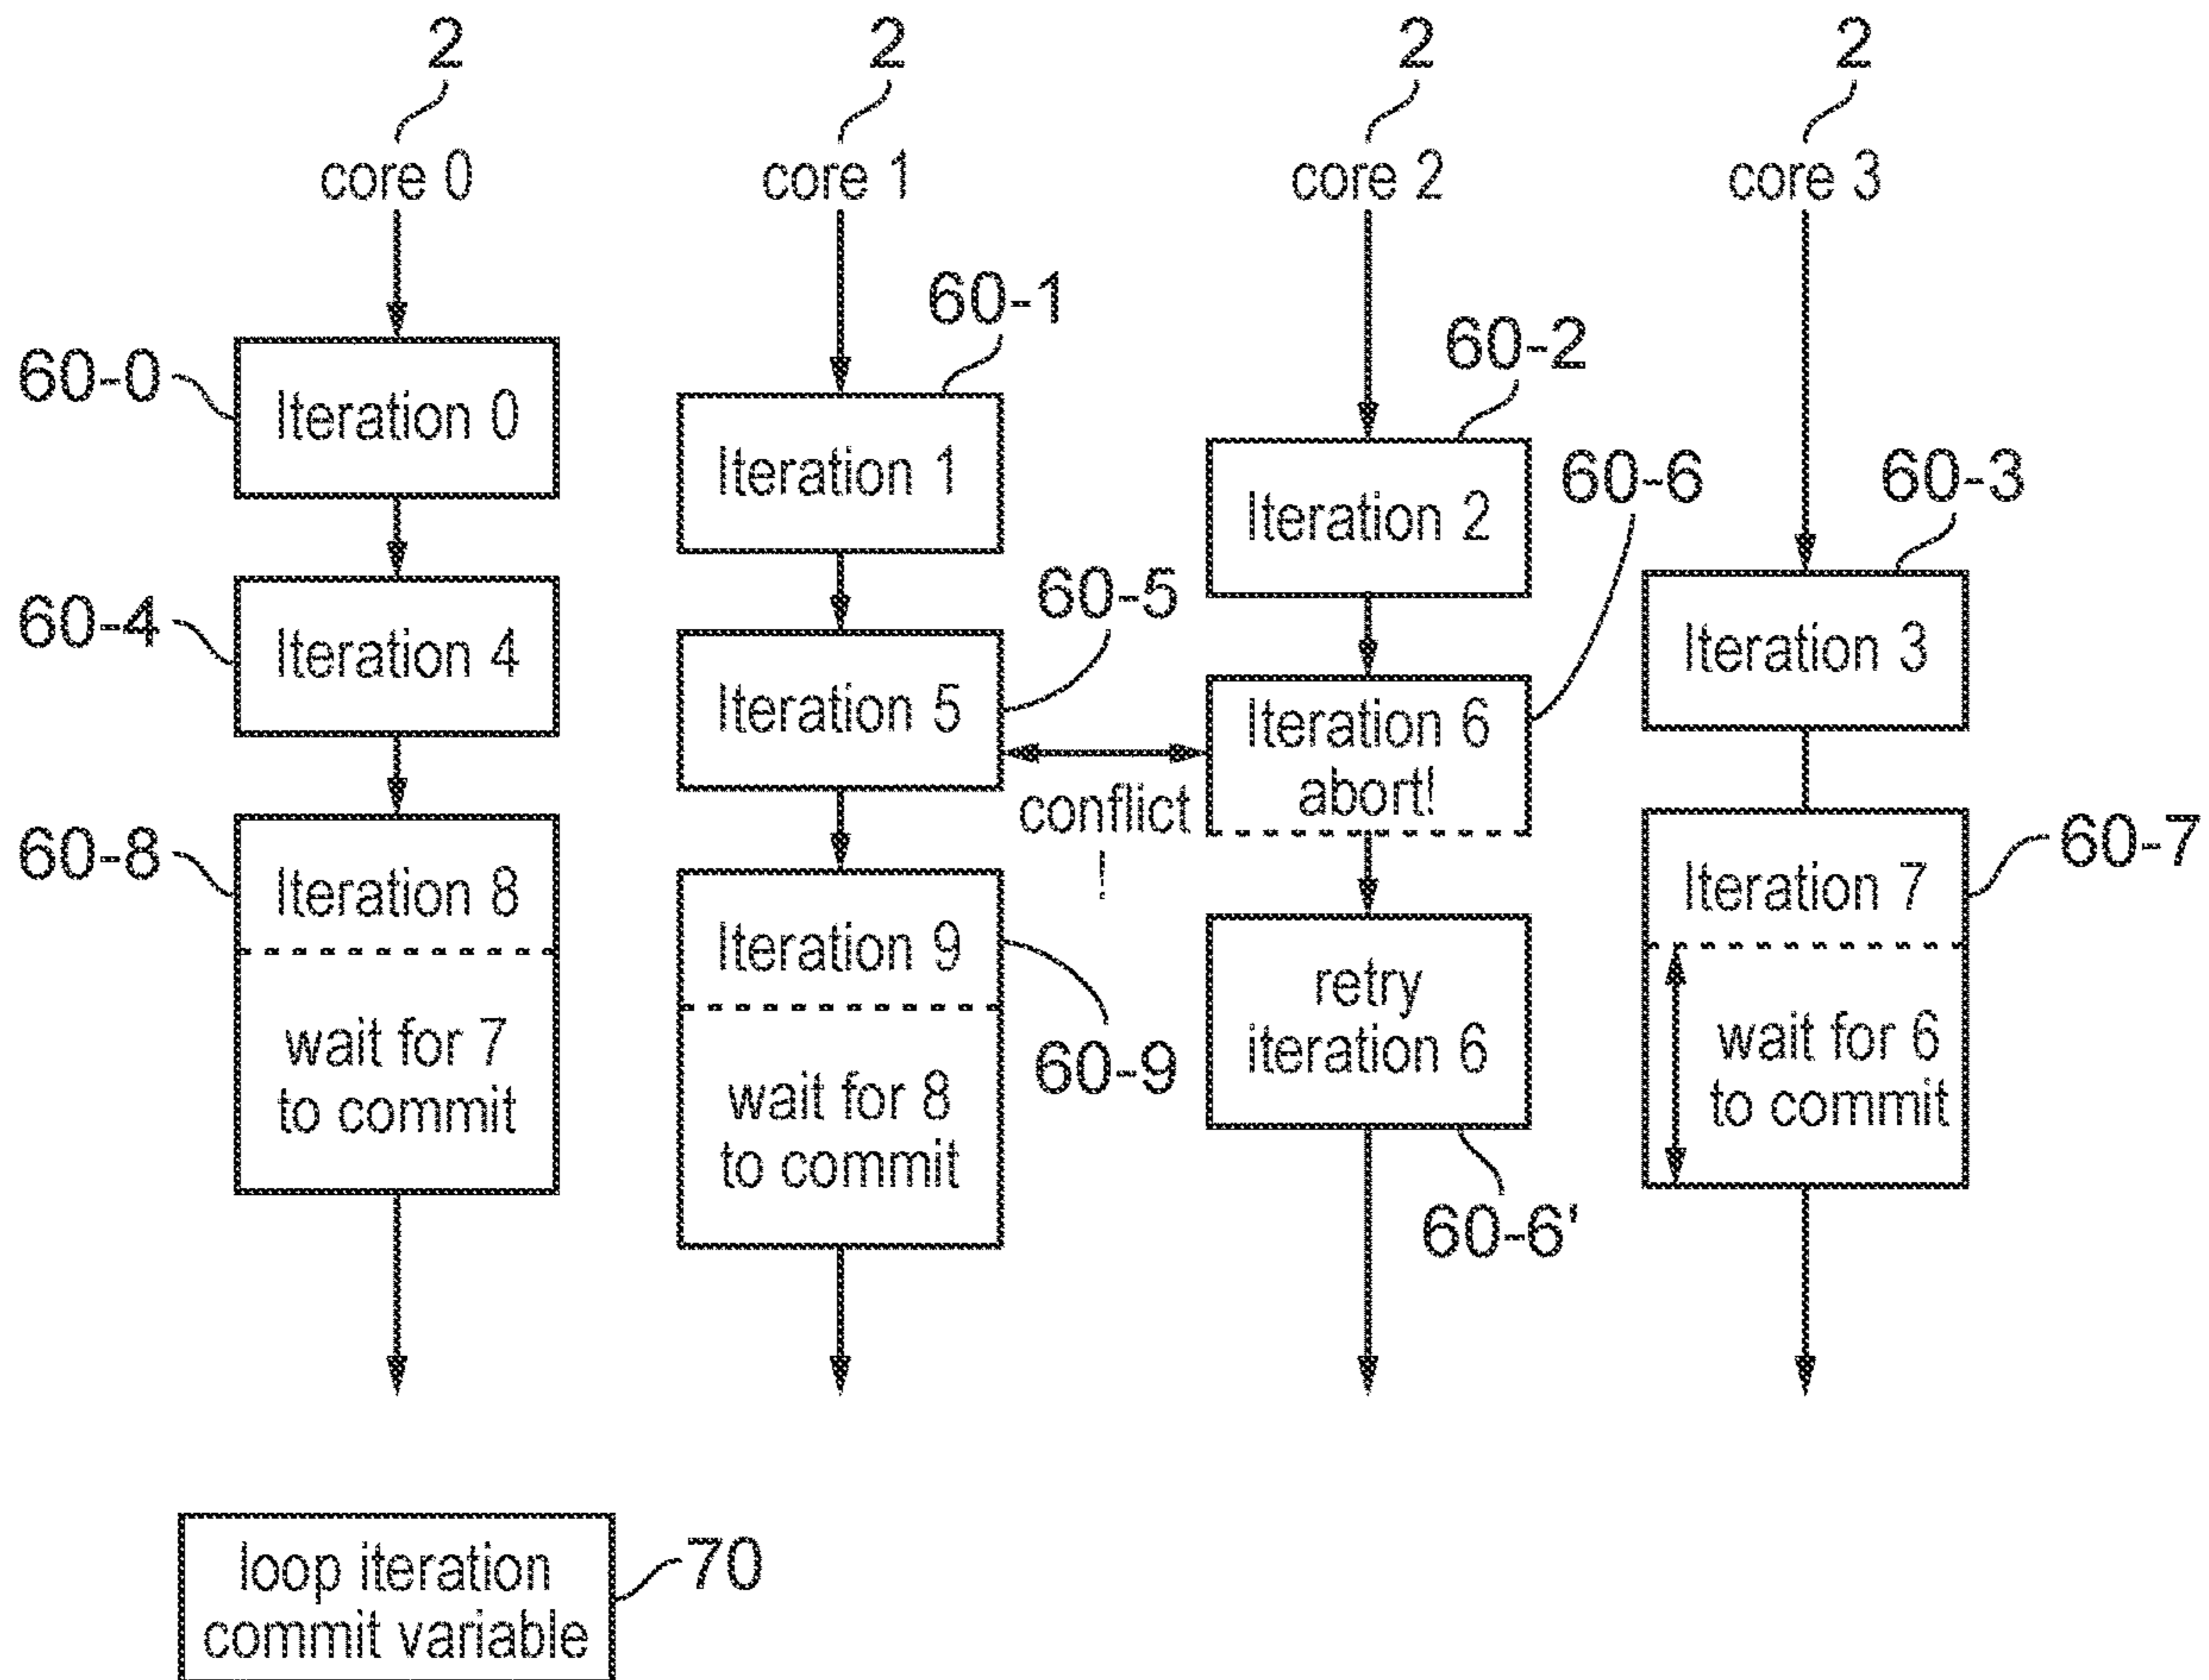 2
2
2
2
core 0
core 1
core 2
core 3
60-0
Iteration 0
60-4
Iteration 4
60-8
Iteration 8
wait for 7
to commit
60-1
Iteration 1
60-5
Iteration 5
conflict
!
Iteration 9
60-9
wait for 8
to commit
60-2
Iteration 2
60-6
Iteration 6
abort!
retry
iteration 6
60-6'
60-3
Iteration 3
60-7
Iteration 7
wait for 6
to commit
loop iteration
commit variable
70